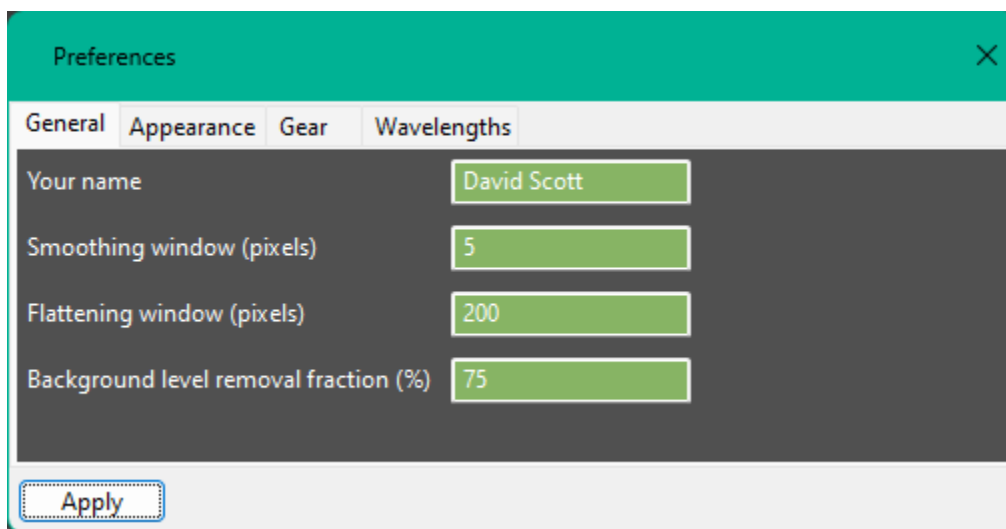 Preferences
General Appearance Gear Wavelengths
Your name David Scott
Smoothing window (pixels) 5
Flattening window (pixels) 200
Background level removal fraction (%) 75
Apply